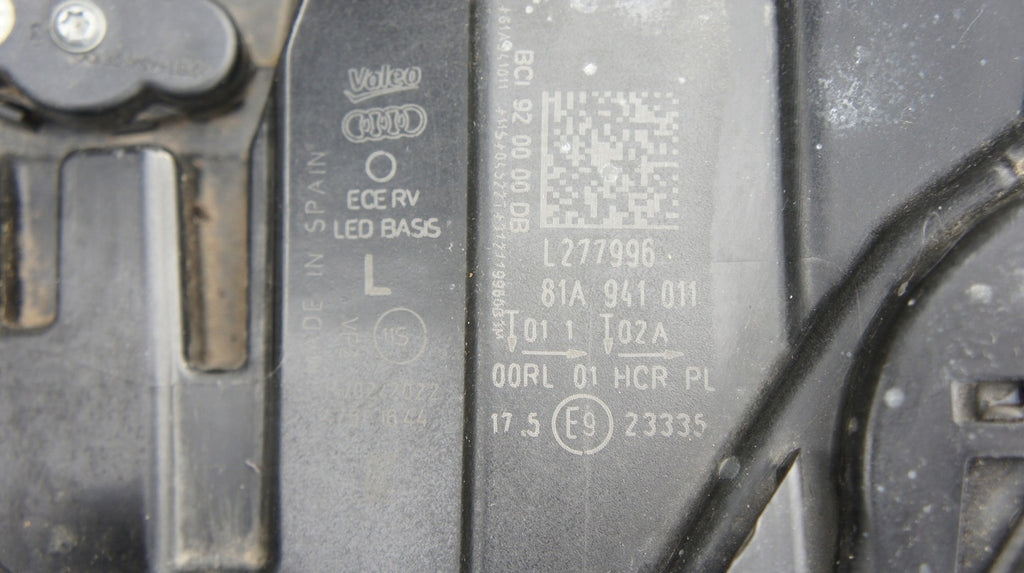 Valeo
ECE RV
LED BASIS
L
MADE IN SPAIN
BCI 92 00 00 DB
L277996
81A 941 011
01 1 02A
00RL 01 HCR PL
17.5 E9 23335